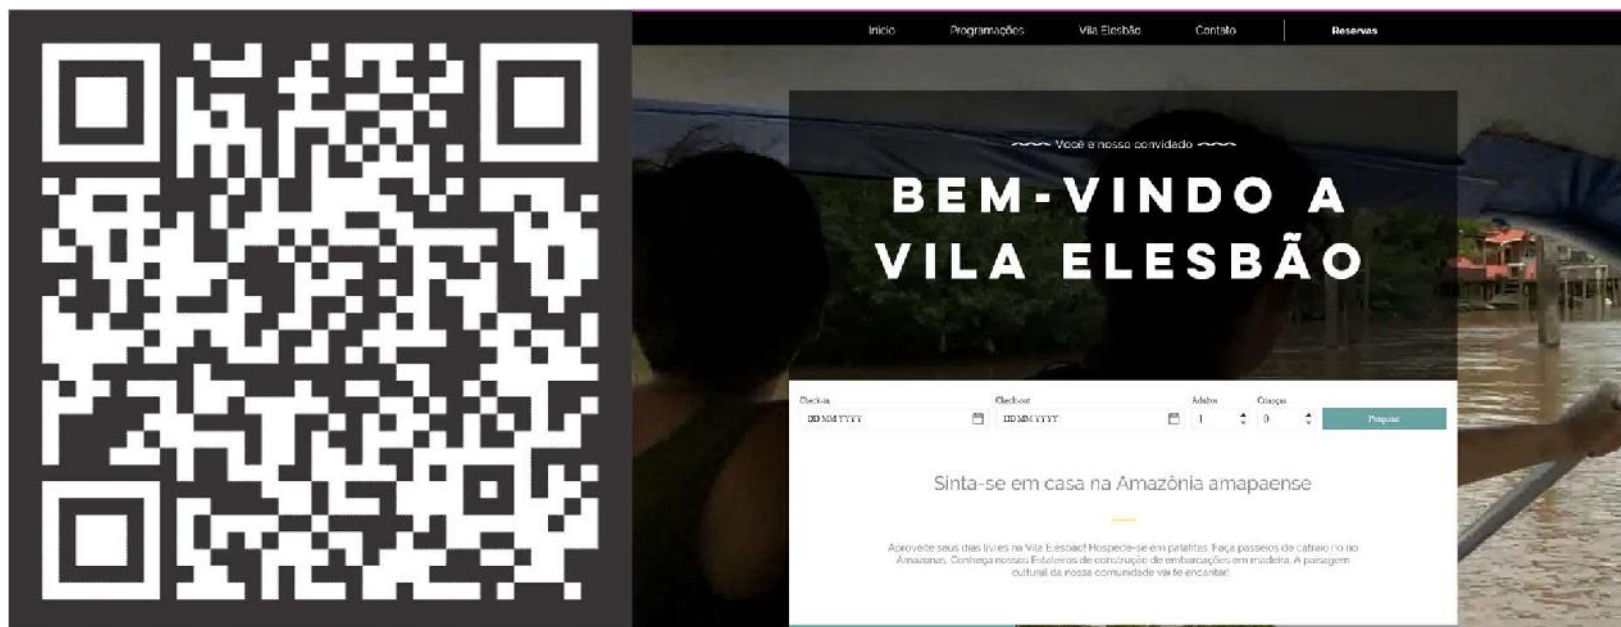 Início Programações Vila Elesbão Contato Reservas
Você é nosso convidado
BEM-VINDO A
VILA ELESBÃO
Check-in Check-out Adultos Crianças
DD MM YYYY DD MM YYYY 1 0 Pesquisar
Sinta-se em casa na Amazônia amapaense
Aproveite seus dias livres na Vila Elesbão! Hospede-se em palafitas. Faça passeios de catraio no rio
Amazonas. Conheça nossos Estaleiros de construção de embarcações em madeira. A paisagem
cultural da nossa comunidade vai te encantar!